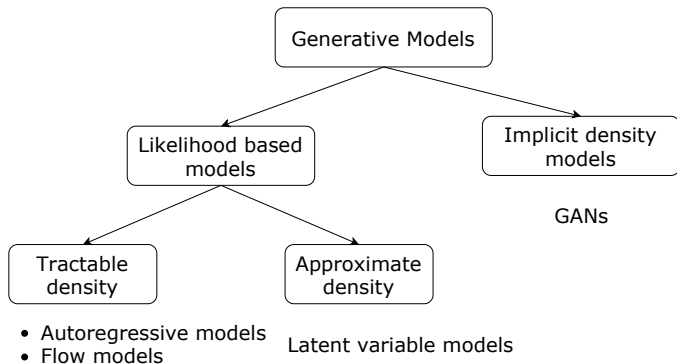 Generative Models
Likelihood based
models
Implicit density
models
GANs
Tractable
density
Approximate
density
• Autoregressive models
• Flow models
Latent variable models